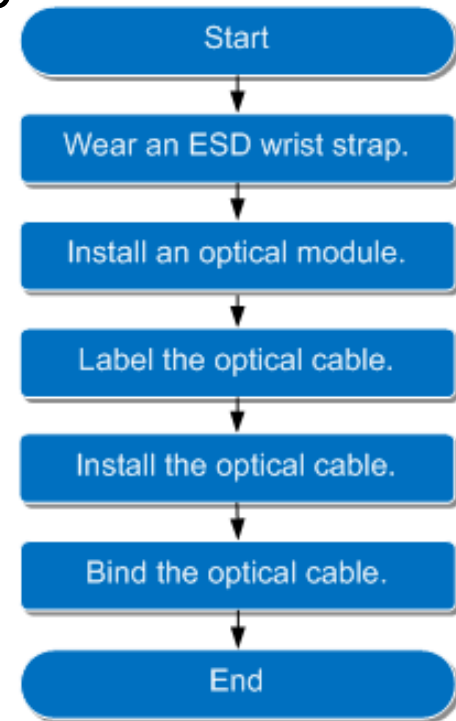 Start
Wear an ESD wrist strap.
Install an optical module.
Label the optical cable.
Install the optical cable.
Bind the optical cable.
End